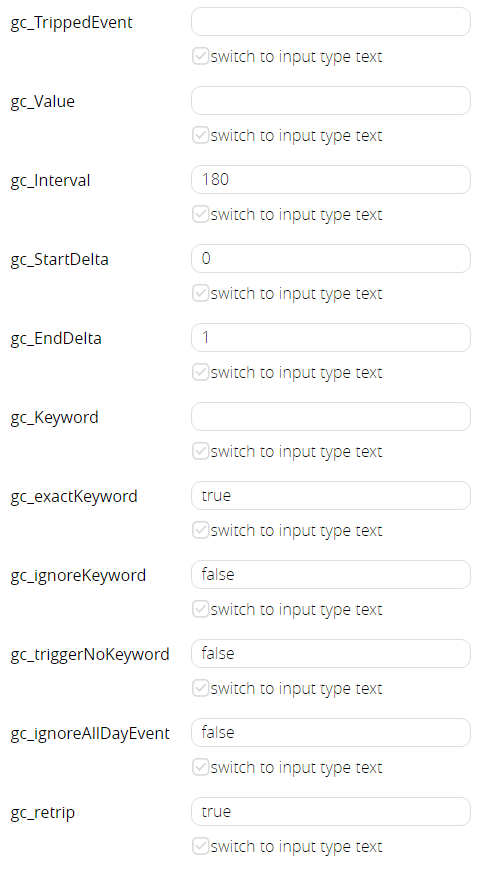 gc_TrippedEvent
switch to input type text
gc_Value
switch to input type text
gc_Interval 180
switch to input type text
gc_StartDelta 0
switch to input type text
gc_EndDelta 1
switch to input type text
gc_Keyword
switch to input type text
gc_exactKeyword true
switch to input type text
gc_ignoreKeyword false
switch to input type text
gc_triggerNoKeyword false
switch to input type text
gc_ignoreAllDayEvent false
switch to input type text
gc_retrip true
switch to input type text